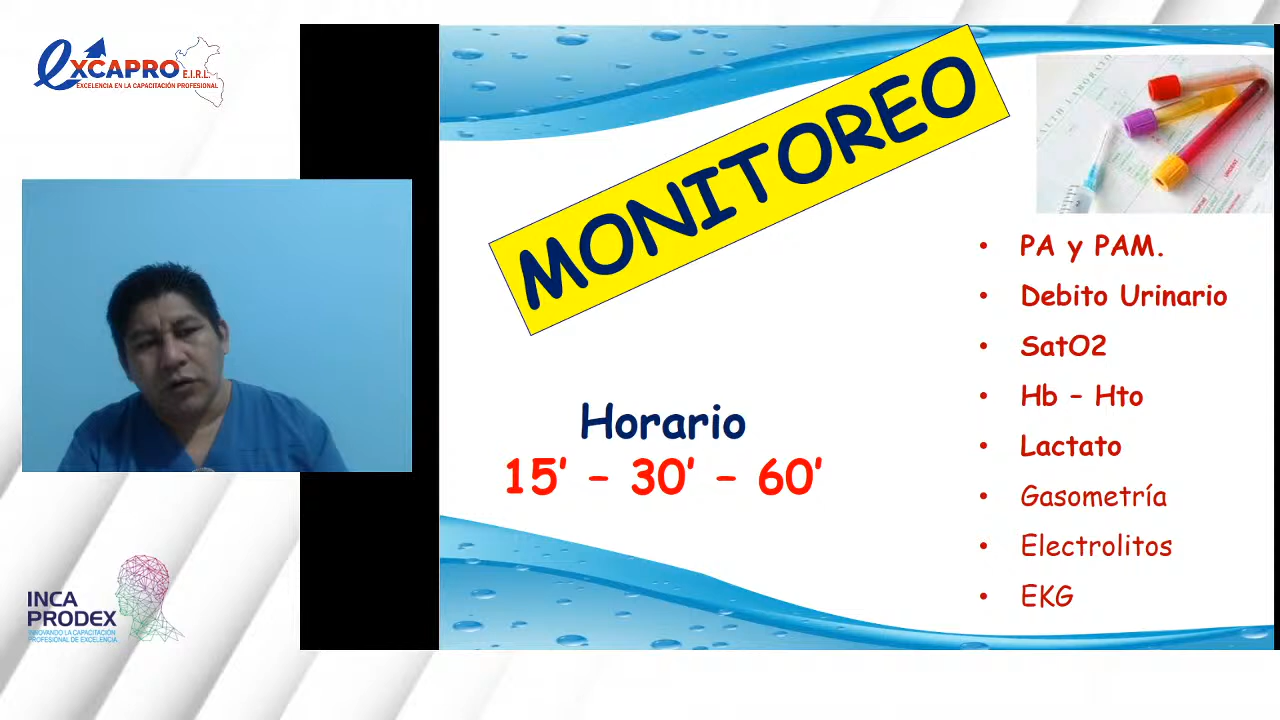 excapro E.I.R.L.
EXCELENCIA EN LA CAPACITACIÓN PROFESIONAL
MONITOREO
Horario
15’ – 30’ – 60’
• PA y PAM.
• Debito Urinario
• SatO2
• Hb – Hto
• Lactato
• Gasometría
• Electrolitos
• EKG
INCA
PRODEX
INNOVANDO LA CAPACITACIÓN
PROFESIONAL DE EXCELENCIA